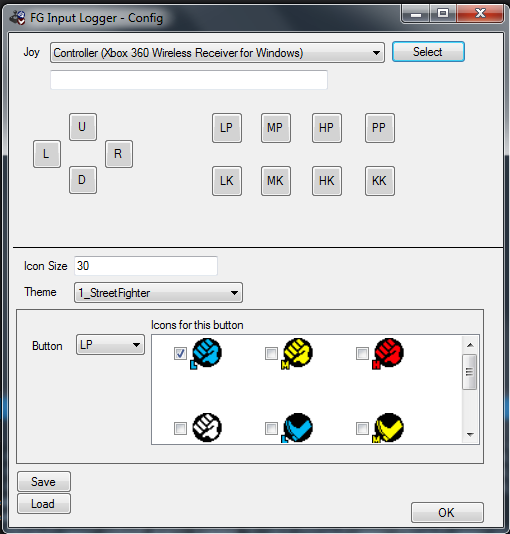 FG Input Logger - Config
Joy Controller (Xbox 360 Wireless Receiver for Windows) Select
U
L R
D
LP MP HP PP
LK MK HK KK
Icon Size 30
Theme 1_StreetFighter
Icons for this button
Button LP
L M H
L M
Save
Load
OK